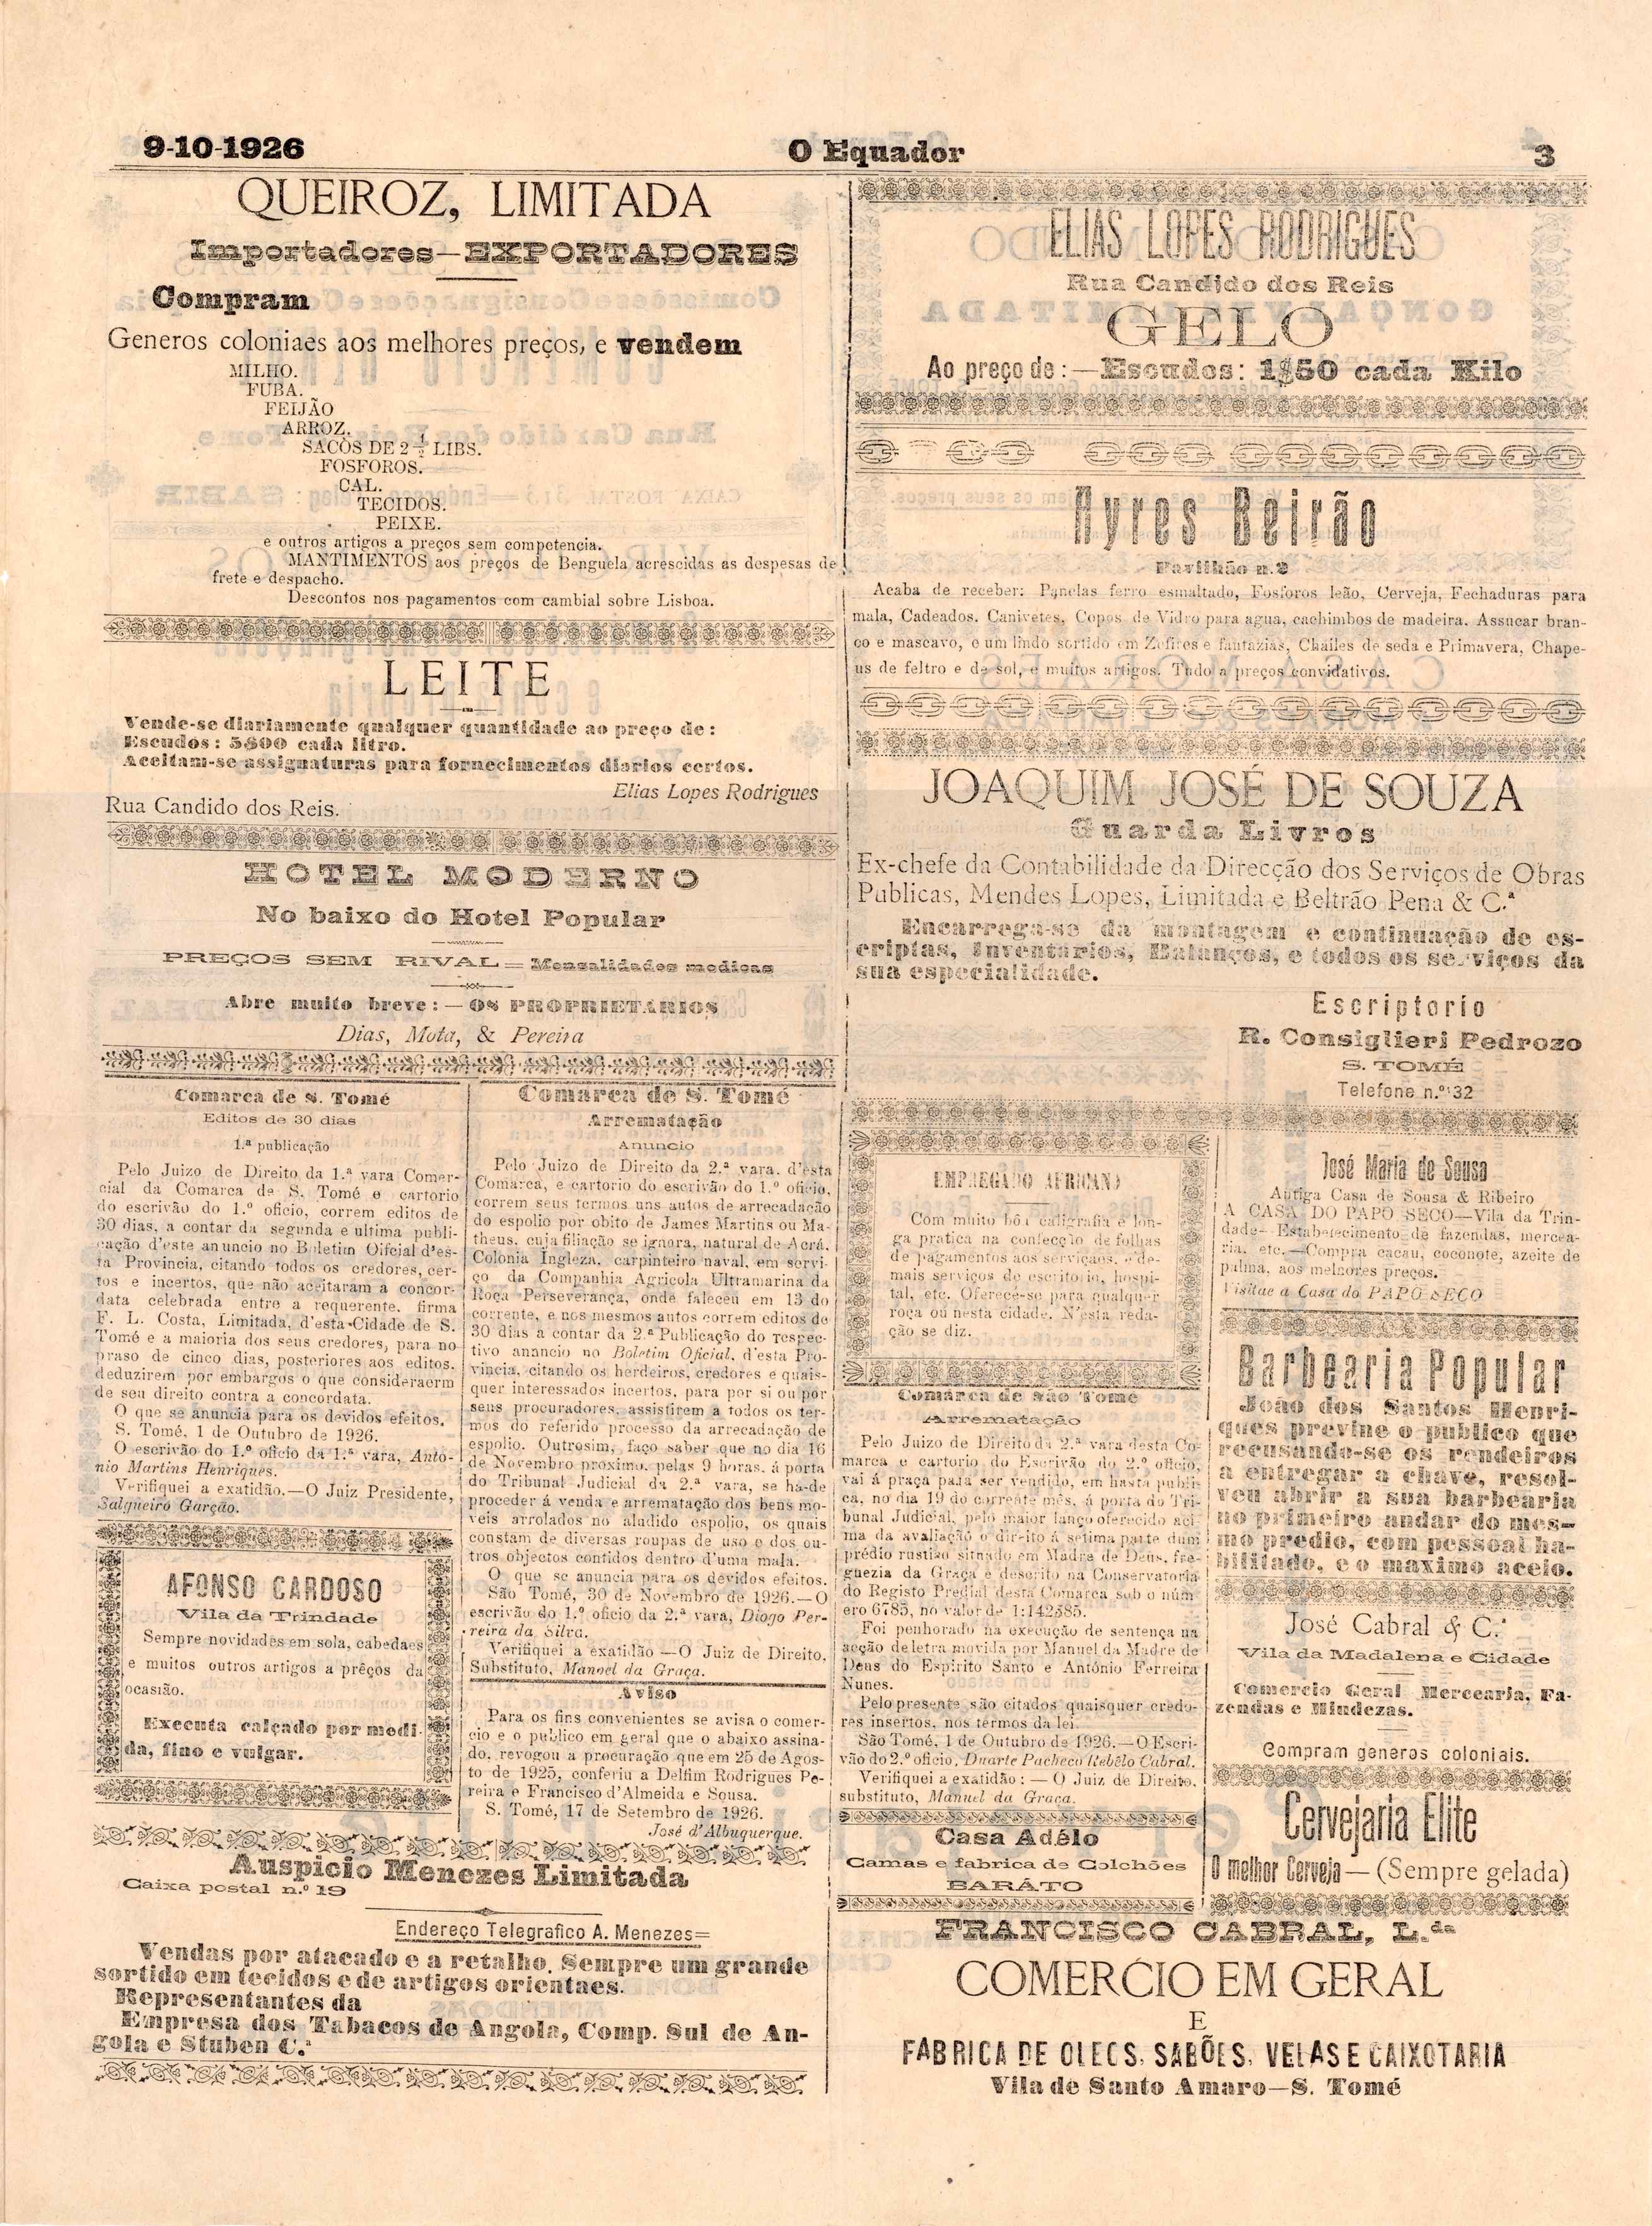 9-10-1926
O Equador
3
QUEIROZ, LIMITADA
Importadores—EXPORTADORES
Compram
Generos coloniaes aos melhores preços, e vendem
MILHO.
FUBA.
FEIJÃO
ARROZ.
SACOS DE 2 ½ LIBS.
FOSFOROS.
CAL.
TECIDOS.
PEIXE.
e outros artigos a preços sem competencia.
MANTIMENTOS aos preços de Benguela acrescidas as despesas de
frete e despacho.
Descontos nos pagamentos com cambial sobre Lisboa.
LEITE
Vende-se diariamente qualquer quantidade ao preço de:
Escudos: 5$00 cada litro.
Aceitam-se assignaturas para fornecimentos diarios certos.
Elias Lopes Rodrigues
Rua Candido dos Reis.
HOTEL MODERNO
No baixo do Hotel Popular
PREÇOS SEM RIVAL=Mensalidades modicas
Abre muito breve:—OS PROPRIETARIOS
Dias, Mota, & Pereira
Comarca de S. Tomé
Editos de 30 dias
1.ª publicação
Pelo Juizo de Direito da 1.ª vara Comer-
cial da Comarca de S. Tomé e cartorio
do escrivão do 1.º oficio, correm editos de
30 dias, a contar da segunda e ultima publi-
cação d'este anuncio no Boletim Oifcial d'es-
ta Provincia, citando todos os credores, cer-
tos e incertos, que não aceitaram a concor-
data celebrada entre a requerente, firma
F. L. Costa, Limitada, d'esta Cidade de S.
Tomé e a maioria dos seus credores, para no
praso de cinco dias, posteriores aos editos,
deduzirem por embargos o que consideraerm
de seu direito contra a concordata.
O que se anuncia para os devidos efeitos.
S. Tomé, 1 de Outubro de 1926.
O escrivão do 1.º oficio da 1.ª vara, Anto-
nio Martins Henriques.
Verifiquei a exatidão.—O Juiz Presidente,
Salqueiro Garção.
AFONSO CARDOSO
Vila da Trindade
Sempre novidades em sola, cabedaes
e muitos outros artigos a prêços da
ocasião.
Executa calçado por medi-
da, fino e vulgar.
Comarca de S. Tomé
Arrematação
Anuncio
Pelo Juizo de Direito da 2.ª vara, d'esta
Comarca, e cartorio do escrivão do 1.º oficio,
correm seus termos uns autos de arrecadação
do espolio por obito de James Martins ou Ma-
theus, cuja filiação se ignora, natural de Acrá,
Colonia Ingleza, carpinteiro naval, em servi-
ço da Companhia Agricola Ultramarina da
Roça Perseverança, onde faleceu em 13 do
corrente, e nos mesmos autos correm editos de
30 dias a contar da 2.ª Publicação do respec-
tivo anancio no Boletim Oficial, d'esta Pro-
vincia, citando os herdeiros, credores e quais-
quer interessados incertos, para por si ou por
seus procuradores, assistirem a todos os ter-
mos do referido processo da arrecadação de
espolio. Outrosim, faço saber que no dia 16
de Novembro proximo, pelas 9 horas, á porta
do Tribunal Judicial da 2.ª vara, se ha-de
proceder á venda e arrematação dos bens mo-
veis arrolados no aludido espolio, os quais
constam de diversas roupas de uso e dos ou-
tros objectos contidos dentro d'uma mala.
O que se anuncia para os devidos efeitos.
São Tomé, 30 de Novembro de 1926.—O
escrivão do 1.º oficio da 2.ª vara, Diogo Per-
reira da Silva.
Verifiquei a exatidão—O Juiz de Direito,
Substituto, Manoel da Graça.
Aviso
Para os fins convenientes se avisa o comer-
cio e o publico em geral que o abaixo assina-
do, revogou a procuração que em 25 de Agos-
to de 1925, conferiu a Delfim Rodrigues Pe-
reira e Francisco d'Almeida e Sousa.
S. Tomé, 17 de Setembro de 1926.
José d'Albuquerque.
Auspicio Menezes Limitada
Caixa postal n.º 19
Endereço Telegrafico A. Menezes=
Vendas por atacado e a retalho. Sempre um grande
sortido em tecidos e de artigos orientaes.
Representantes da
Empresa dos Tabacos de Angola, Comp. Sul de An-
gola e Stuben C.ª
ELIAS LOPES RODRIGUES
Rua Candido dos Reis
GELO
Ao preço de:—Escudos: 1$50 cada Kilo
Ayres Beirão
Pavilhão n.º 2
Acaba de receber: Panelas ferro esmaltado, Fosforos leão, Cerveja, Fechaduras para
mala, Cadeados, Canivetes, Copos de Vidro para agua, cachimbos de madeira. Assucar bran-
co e mascavo, e um lindo sortido em Zefires e fantazias, Chailes de seda e Primavera, Chape-
us de feltro e de sol, e muitos artigos. Tudo a preços convidativos.
JOAQUIM JOSÉ DE SOUZA
Guarda Livros
Ex-chefe da Contabilidade da Direcção dos Serviços de Obras
Publicas, Mendes Lopes, Limitada e Beltrão Pena & C.ª
Encarrega-se da montagem e continuação de es-
criptas, Inventarios, Balanços, e todos os serviços da
sua especialidade.
Escriptorio
R. Consiglieri Pedrozo
S. TOMÉ
Telefone n.º 32
EMPREGADO AFRICANO
Com muito bôa caligrafia e lon-
ga pratica na confecção de folhas
de pagamentos aos serviçaes, e de-
mais serviços de escritorio, hospi-
tal, etc. Oferece-se para qualquer
roça ou nesta cidade. N'esta reda-
ção se diz.
Comarca de São Tomé
Arrematação
Pelo Juizo de Direito da 2.ª vara desta Co-
marca e cartorio do Escrivão do 2.º oficio,
vai á praça para ser vendido, em hasta publi-
ca, no dia 19 do corrente mês, á porta do Tri-
bunal Judicial, pelo maior lanço oferecido aci-
ma da avaliação o direito á setima parte dum
prédio rustico situado em Madre de Deus, fre-
guezia da Graça e descrito na Conservatoria
do Registo Predial desta Comarca sob o núm
ero 6785, no valor de 1:142$85.
Foi penhorado na execução de sentença na
acção de letra movida por Manuel da Madre de
Deus do Espirito Santo e António Ferreira
Nunes.
Pelo presente são citados quaisquer credo-
res insertos, nos termos da lei.
São Tomé, 1 de Outubro de 1926.—O Escri-
vão do 2.º oficio, Duarte Pacheco Rebêlo Cabral.
Verifiquei a exatidão:—O Juiz de Direito,
substituto, Manuel da Graça.
Casa Adélo
Camas e fabrica de Colchões
BARÁTO
José Maria de Sousa
Antiga Casa de Sousa & Ribeiro
A CASA DO PAPO SECO—Vila da Trin-
dade—Estabetecimento de fazendas, mercea-
ria, etc.—Compra cacau, coconote, azeite de
palma, aos melhores preços.
Visitae a Casa do PAPO SECO
Barbearia Popular
João dos Santos Henri-
ques previne o publico que
recusando-se os rendeiros
a entregar a chave, resol-
veu abrir a sua barbearia
no primeiro andar do mes-
mo predio, com pessoal ha-
bilitado, e o maximo aceio.
José Cabral & C.ª
Vila da Madalena e Cidade
Comercio Geral Mercearia, Fa-
zendas e Miudezas.
Compram generos coloniais.
Cervejaria Elite
O melhor Cerveja—(Sempre gelada)
FRANCISCO CABRAL, L.da
COMERCIO EM GERAL
E
FABRICA DE OLEOS, SABÕES, VELAS E CAIXOTARIA
Vila de Santo Amaro—S. Tomé